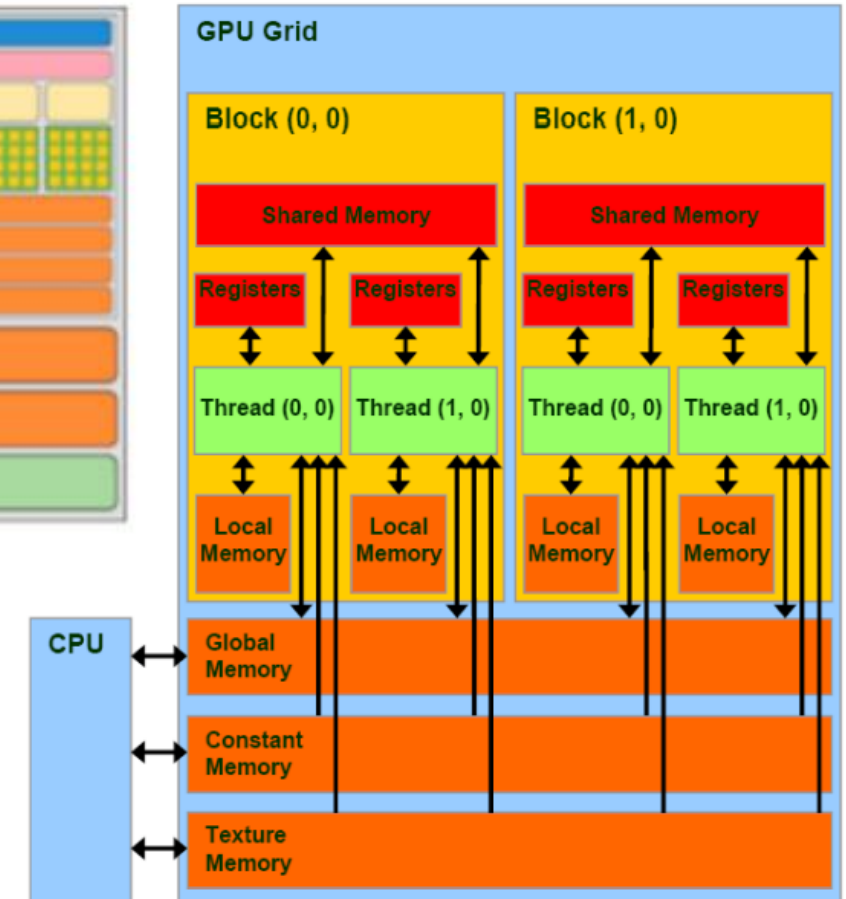 GPU Grid
Block (0, 0)
Shared Memory
Registers
Registers
Thread (0, 0)
Thread (1, 0)
Local
Memory
Local
Memory
Block (1, 0)
Shared Memory
Registers
Registers
Thread (0, 0)
Thread (1, 0)
Local
Memory
Local
Memory
CPU
Global
Memory
Constant
Memory
Texture
Memory